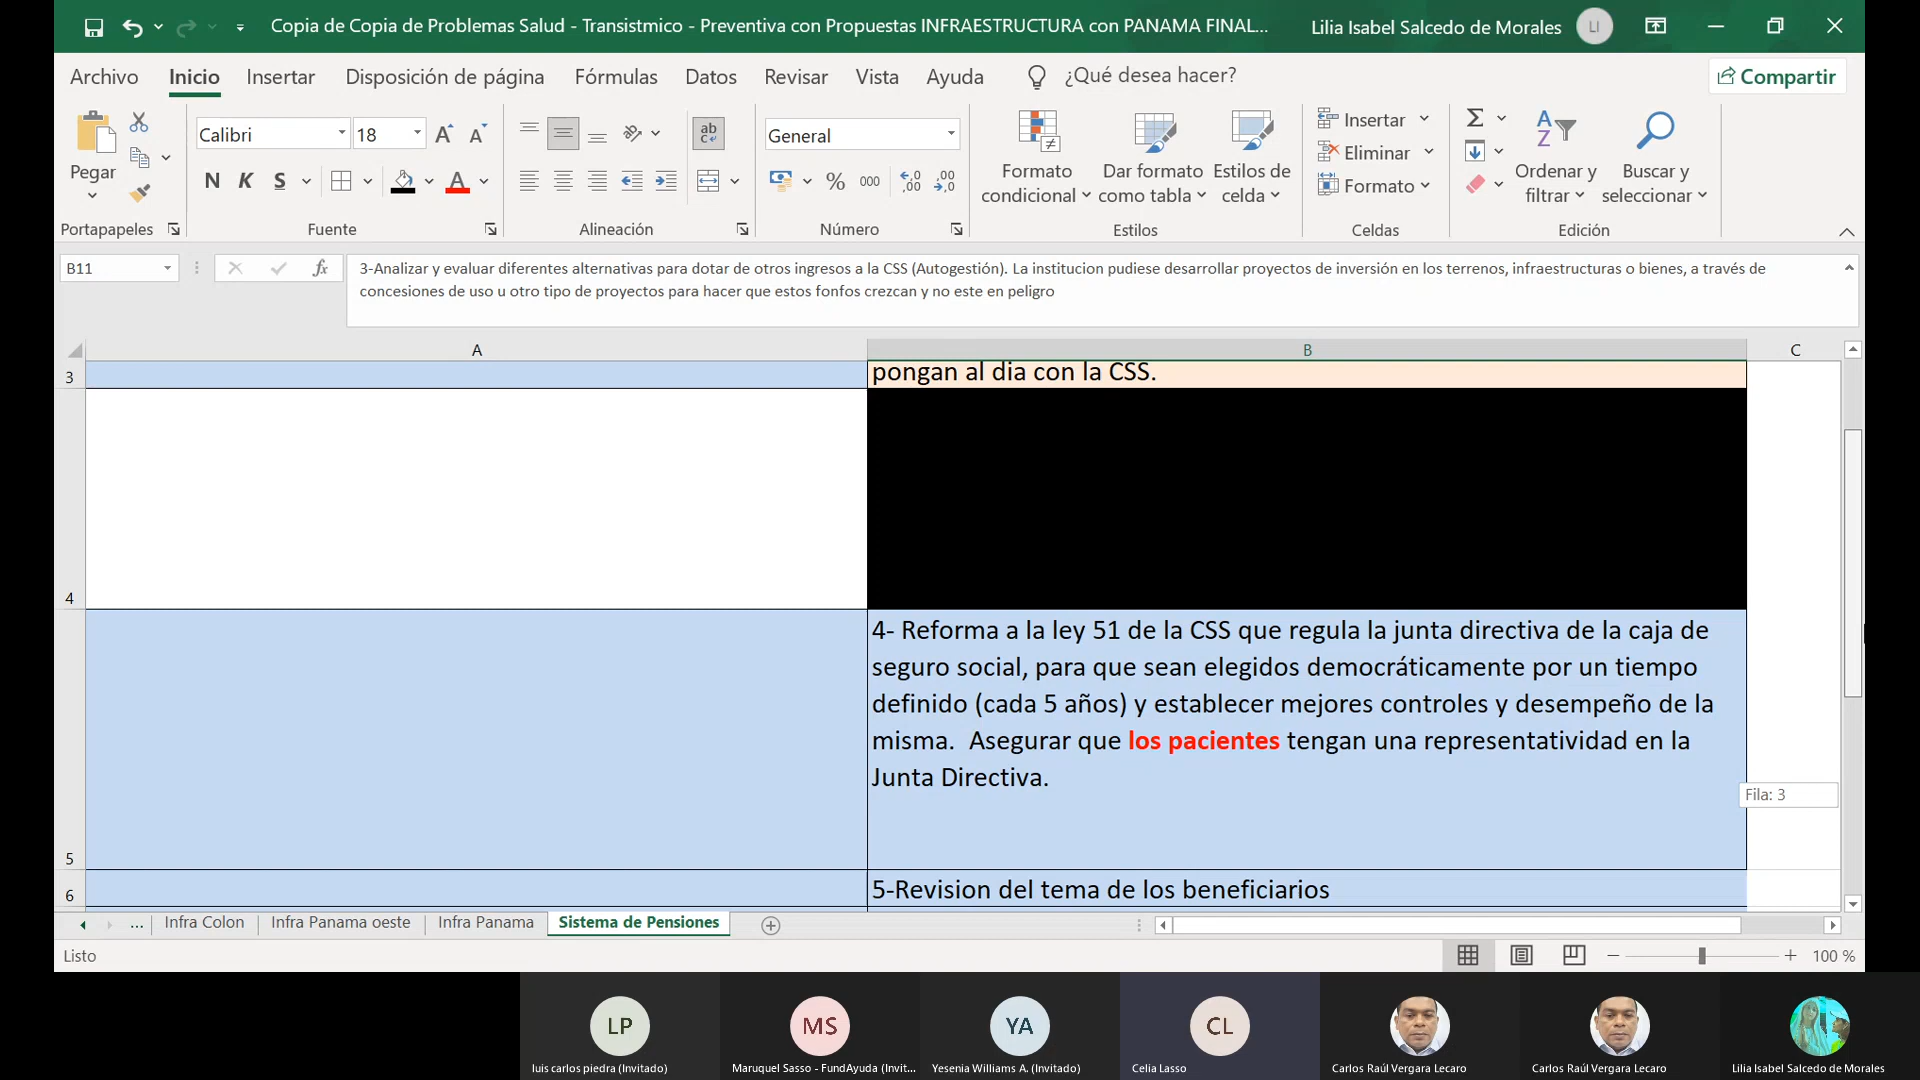 Copia de Copia de Problemas Salud - Transistmico - Preventiva con Propuestas INFRAESTRUCTURA con PANAMA FINAL...
Lilia Isabel Salcedo de Morales
LI
Archivo
Inicio
Insertar
Disposición de página
Fórmulas
Datos
Revisar
Vista
Ayuda
¿Qué desea hacer?
Compartir
Pegar
Portapapeles
Calibri
18
N K S
Fuente
ab
Alineación
General
% 000
Número
Formato condicional
Dar formato como tabla
Estilos de celda
Estilos
Insertar
Eliminar
Formato
Celdas
Ordenar y filtrar
Buscar y seleccionar
Edición
B11
fx
3-Analizar y evaluar diferentes alternativas para dotar de otros ingresos a la CSS (Autogestión). La institucion pudiese desarrollar proyectos de inversión en los terrenos, infraestructuras o bienes, a través de
concesiones de uso u otro tipo de proyectos para hacer que estos fonfos crezcan y no este en peligro
A
B
C
3
pongan al dia con la CSS.
4
4- Reforma a la ley 51 de la CSS que regula la junta directiva de la caja de
seguro social, para que sean elegidos democráticamente por un tiempo
definido (cada 5 años) y establecer mejores controles y desempeño de la
misma. Asegurar que los pacientes tengan una representatividad en la
Junta Directiva.
Fila: 3
5
6
5-Revision del tema de los beneficiarios
...
Infra Colon
Infra Panama oeste
Infra Panama
Sistema de Pensiones
Listo
100 %
LP
MS
YA
CL
luis carlos piedra (Invitado)
Maruquel Sasso - FundAyuda (Invit...
Yesenia Williams A. (Invitado)
Celia Lasso
Carlos Raúl Vergara Lecaro
Carlos Raúl Vergara Lecaro
Lilia Isabel Salcedo de Morales